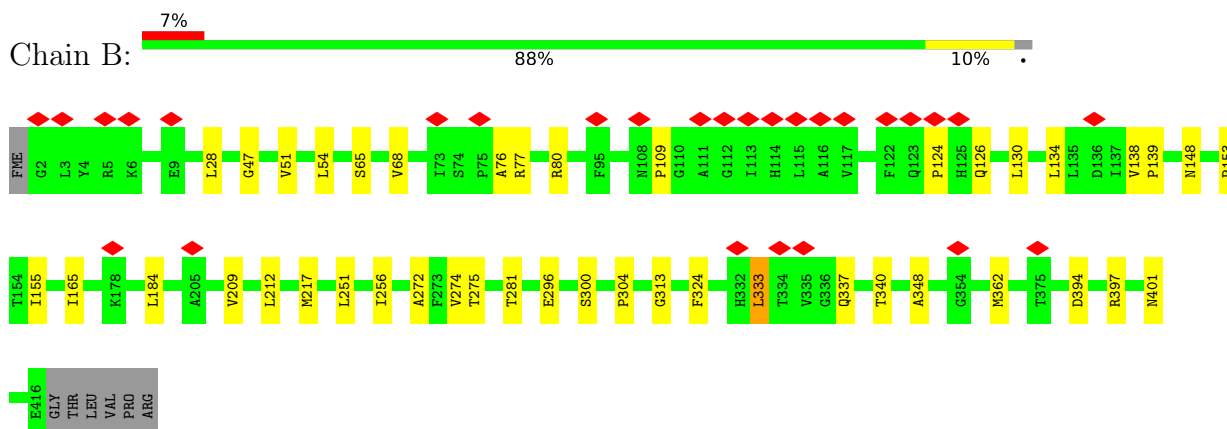 7%
Chain B:
88% 10% •
FME G2 L3 Y4 R5 K6 E9 L28 G47 V51 L54 S65 V68 I73 S74 P75 A76 R77 R80 F95 N108 P109 G110 A111 G112 I113 H114 L115 A116 V117 F122 Q123 P124 H125 Q126 L130 L134 L135 D136 I137 V138 P139 N148
T154 I155 I165 K178 L184 A205 V209 L212 M217 L251 I256 A272 F273 V274 T275 T281 E296 S300 P304 G313 F324 H332 L333 T334 V335 G336 Q337 T340 A348 G354 M362 T375 D394 R397 N401
E416 GLY THR LEU VAL PRO ARG